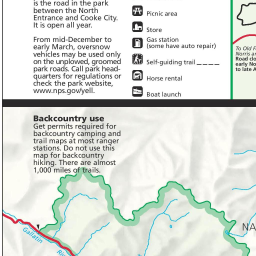 is the road in the park
between the North
Entrance and Cooke City.
It is open all year.
From mid-December to
early March, oversnow
vehicles may be used only
on the unplowed, groomed
park roads. Call park head-
quarters for regulations or
check the park website,
www.nps.gov/yell.
Picnic area
Store
Gas station
(some have auto repair)
Self-guiding trail
Horse rental
Boat launch
To Old F
Norris a
Road clo
early No
to late A
Backcountry use
Get permits required for
backcountry camping and
trail maps at most ranger
stations. Do not use this
map for backcountry
hiking. There are almost
1,000 miles of trails.
Gallatin
NA